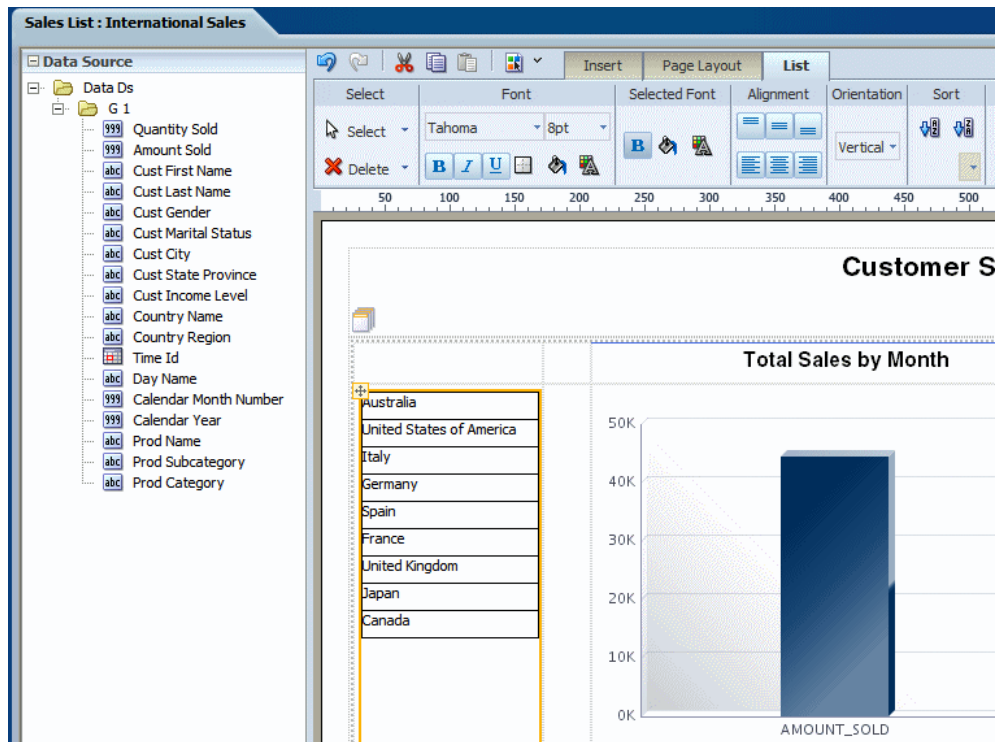 Sales List : International Sales
Data Source
Data Ds
G 1
999 Quantity Sold
999 Amount Sold
abc Cust First Name
abc Cust Last Name
abc Cust Gender
abc Cust Marital Status
abc Cust City
abc Cust State Province
abc Cust Income Level
abc Country Name
abc Country Region
Time Id
abc Day Name
999 Calendar Month Number
999 Calendar Year
abc Prod Name
abc Prod Subcategory
abc Prod Category
Insert Page Layout List
Select Font Selected Font Alignment Orientation Sort
Select Tahoma 8pt
B Vertical
Delete B I U
50 100 150 200 250 300 350 400 450 500
Customer S
Total Sales by Month
Australia
United States of America
Italy
Germany
Spain
France
United Kingdom
Japan
Canada
50K
40K
30K
20K
10K
0K
AMOUNT_SOLD